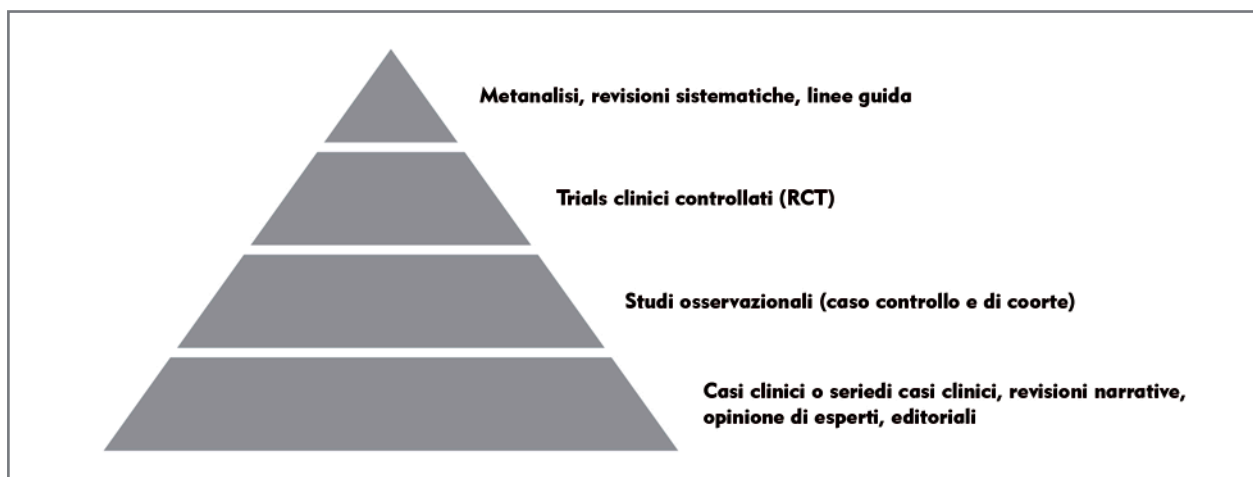 Metanalisi, revisioni sistematiche, linee guida
Trials clinici controllati (RCT)
Studi osservazionali (caso controllo e di coorte)
Casi clinici o seriedi casi clinici, revisioni narrative,
opinione di esperti, editoriali